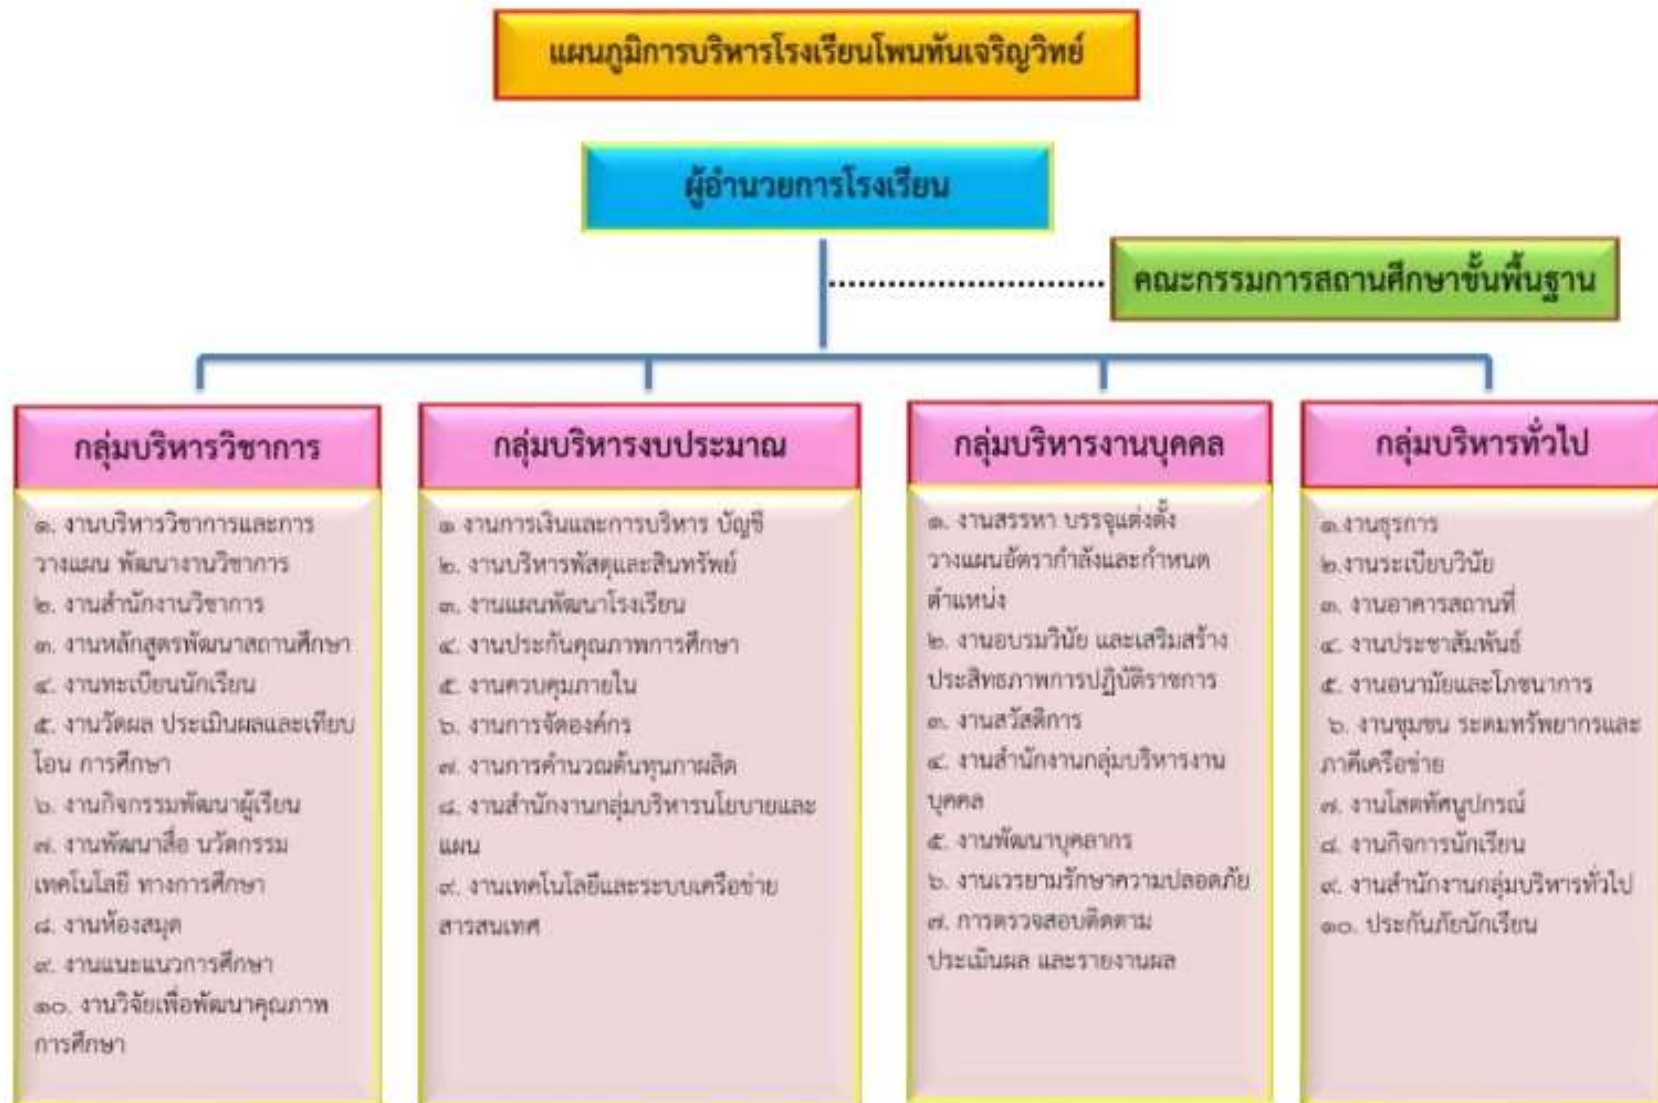 แผนภูมิการบริหารโรงเรียนโพนทันเจริญวิทย์
ผู้อำนวยการโรงเรียน
คณะกรรมการสถานศึกษาขั้นพื้นฐาน
กลุ่มบริหารวิชาการ
๑. งานบริหารวิชาการและการ
วางแผน พัฒนางานวิชาการ
๒. งานสำนักงานวิชาการ
๓. งานหลักสูตรพัฒนาสถานศึกษา
๔. งานทะเบียนนักเรียน
๕. งานวัดผล ประเมินผลและเทียบ
โอน การศึกษา
๖. งานกิจกรรมพัฒนาผู้เรียน
๗. งานพัฒนาสื่อ นวัตกรรม
เทคโนโลยี ทางการศึกษา
๘. งานห้องสมุด
๙. งานแนะแนวการศึกษา
๑๐. งานวิจัยเพื่อพัฒนาคุณภาพ
การศึกษา
กลุ่มบริหารงบประมาณ
๑ งานการเงินและการบริหาร บัญชี
๒. งานบริหารพัสดุและสินทรัพย์
๓. งานแผนพัฒนาโรงเรียน
๔. งานประกันคุณภาพการศึกษา
๕. งานควบคุมภายใน
๖. งานการจัดองค์กร
๗. งานการคำนวณต้นทุนกาผลิต
๘. งานสำนักงานกลุ่มบริหารนโยบายและ
แผน
๙. งานเทคโนโลยีและระบบเครือข่าย
สารสนเทศ
กลุ่มบริหารงานบุคคล
๑. งานสรรหา บรรจุแต่งตั้ง
วางแผนอัตรากำลังและกำหนด
ตำแหน่ง
๒. งานอบรมวินัย และเสริมสร้าง
ประสิทธภาพการปฏิบัติราชการ
๓. งานสวัสดิการ
๔. งานสำนักงานกลุ่มบริหารงาน
บุคคล
๕. งานพัฒนาบุคลากร
๖. งานเวรยามรักษาความปลอดภัย
๗. การตรวจสอบติดตาม
ประเมินผล และรายงานผล
กลุ่มบริหารทั่วไป
๑.งานธุรการ
๒.งานระเบียบวินัย
๓. งานอาคารสถานที่
๔. งานประชาสัมพันธ์
๕. งานอนามัยและโภชนาการ
๖. งานชุมชน ระดมทรัพยากรและ
ภาคีเครือข่าย
๗. งานโสตทัศนูปกรณ์
๘. งานกิจการนักเรียน
๙. งานสำนักงานกลุ่มบริหารทั่วไป
๑๐. ประกันภัยนักเรียน